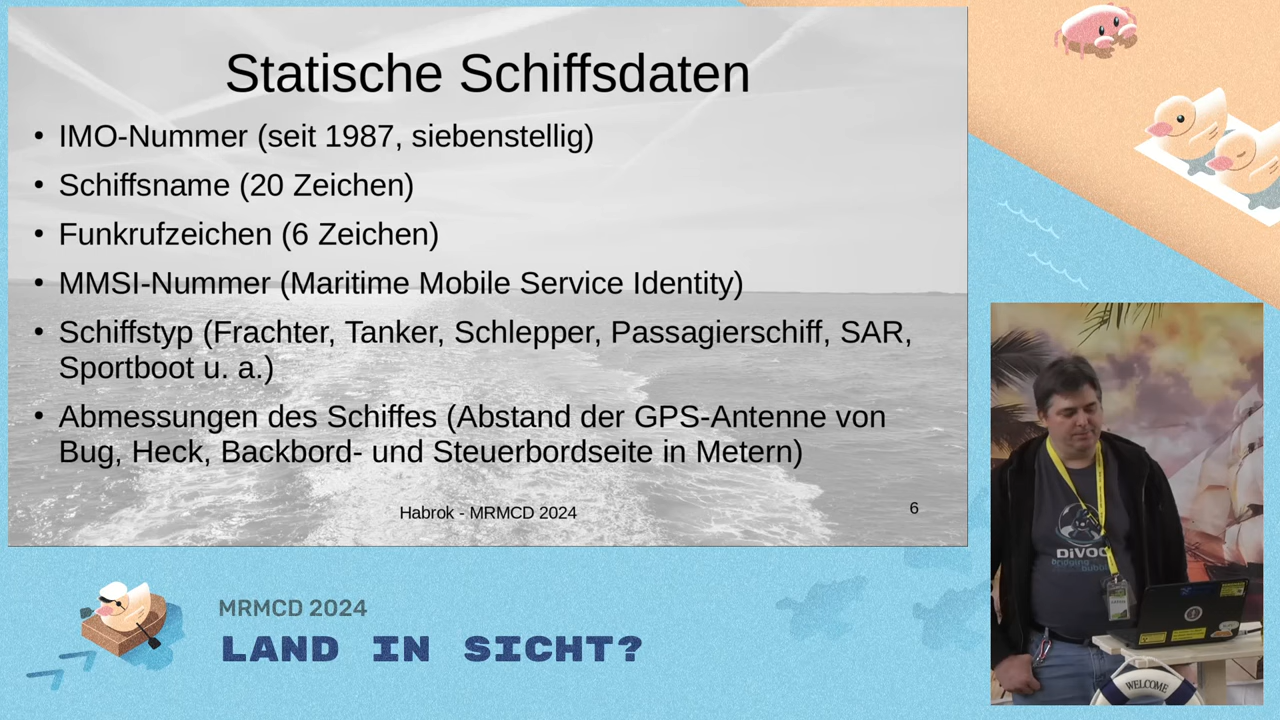 Statische Schiffsdaten
• IMO-Nummer (seit 1987, siebenstellig)
• Schiffsname (20 Zeichen)
• Funkrufzeichen (6 Zeichen)
• MMSI-Nummer (Maritime Mobile Service Identity)
• Schiffstyp (Frachter, Tanker, Schlepper, Passagierschiff, SAR,
Sportboot u. a.)
• Abmessungen des Schiffes (Abstand der GPS-Antenne von
Bug, Heck, Backbord- und Steuerbordseite in Metern)
Habrok - MRMCD 2024
6
MRMCD 2024
LAND IN SICHT?
DiVOC
WELCOME